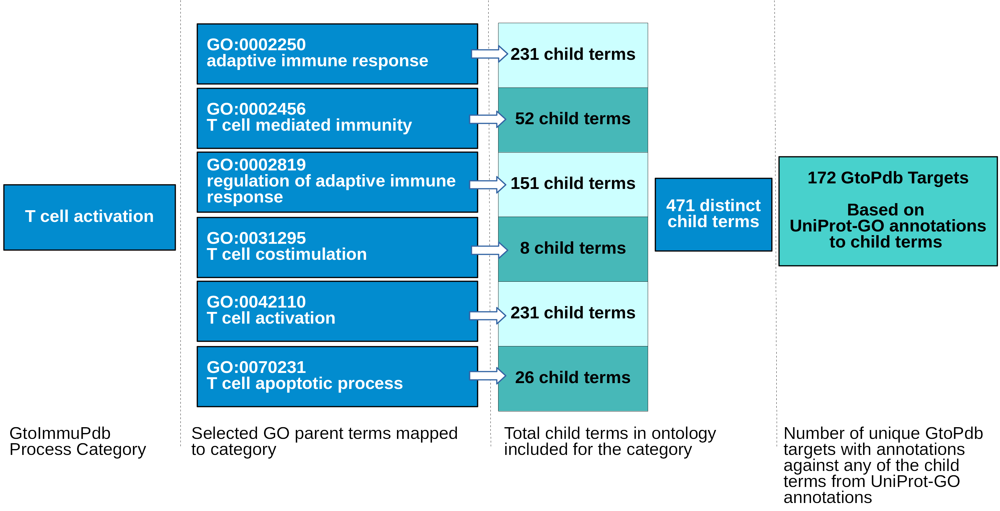 T cell activation
GtoImmuPdb
Process Category
GO:0002250
adaptive immune response
GO:0002456
T cell mediated immunity
GO:0002819
regulation of adaptive immune
response
GO:0031295
T cell costimulation
GO:0042110
T cell activation
GO:0070231
T cell apoptotic process
Selected GO parent terms mapped
to category
231 child terms
52 child terms
151 child terms
8 child terms
231 child terms
26 child terms
471 distinct
child terms
Total child terms in ontology
included for the category
172 GtoPdb Targets
Based on
UniProt-GO annotations
to child terms
Number of unique GtoPdb
targets with annotations
against any of the child
terms from UniProt-GO
annotations